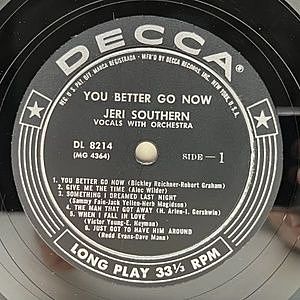 DECCA
REG. U.S. PAT. OFF. MARCA REGISTRADA - MF'D BY DECCA RECORDS INC., NEW YORK, U.S.A.
YOU BETTER GO NOW
JERI SOUTHERN
VOCALS WITH ORCHESTRA
DL 8214
(MG 4364)
SIDE - 1
1. YOU BETTER GO NOW (Bickley Reichner-Robert Graham)
2. GIVE ME THE TIME (Alec Wilder)
3. SOMETHING I DREAMED LAST NIGHT
(Sammy Fain-Jack Yellen-Herb Magidson)
4. THE MAN THAT GOT AWAY (H. Arlen-I. Gershwin)
5. WHEN I FALL IN LOVE
(Victor Young-E. Heyman)
6. JUST GOT TO HAVE HIM AROUND
(Redd Evans-Dave Mann)
LONG PLAY 33⅓ RPM